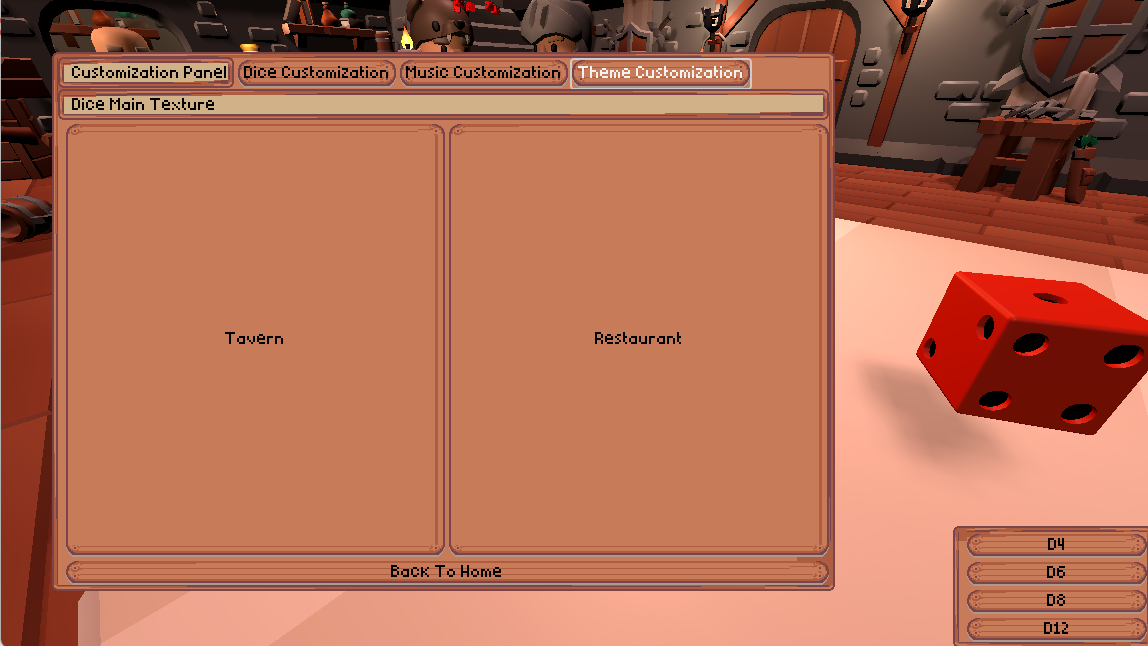 Customization Panel
Dice Customization
Music Customization
Theme Customization
Dice Main Texture
Tavern
Restaurant
Back To Home
D4
D6
D8
D12